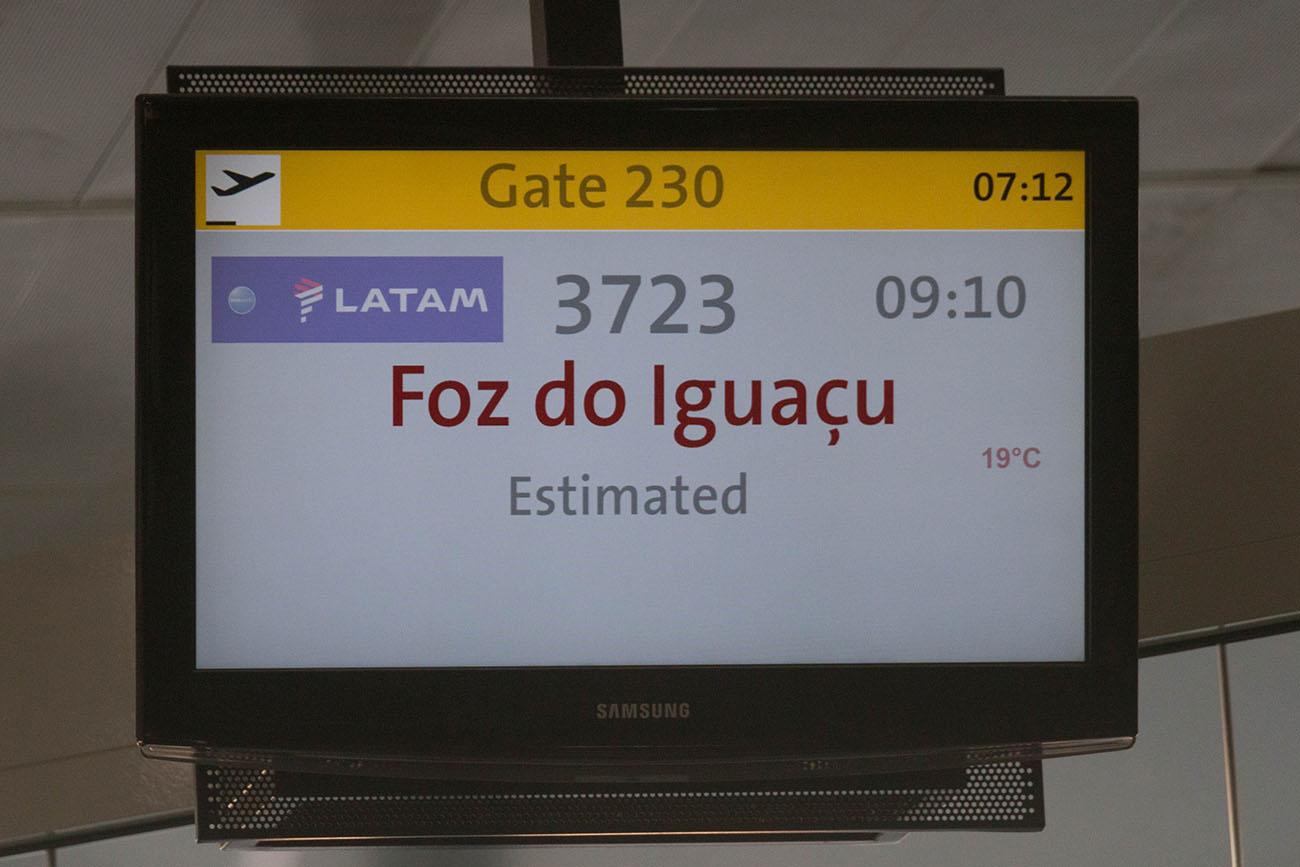 Gate 230 07:12
LATAM 3723 09:10
Foz do Iguaçu
19°C
Estimated
SAMSUNG